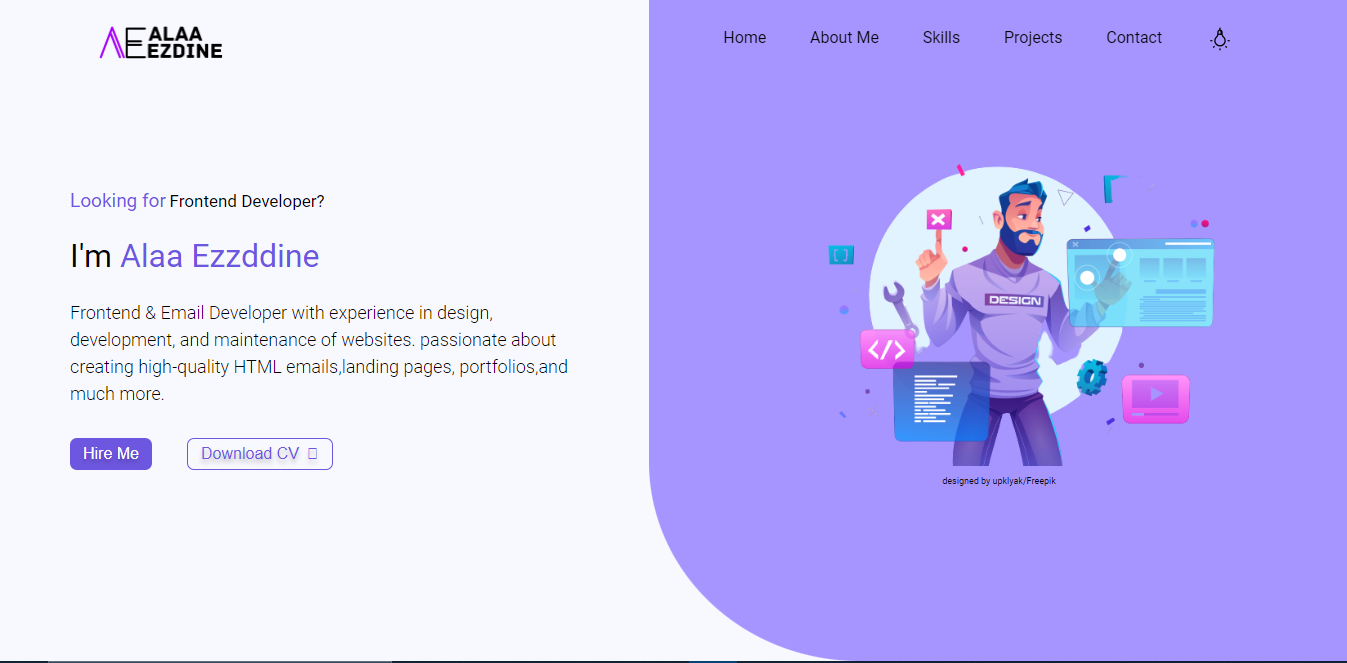 ALAA
EZDINE
Home About Me Skills Projects Contact
Looking for Frontend Developer?
I'm Alaa Ezzddine
Frontend & Email Developer with experience in design,
development, and maintenance of websites. passionate about
creating high-quality HTML emails,landing pages, portfolios,and
much more.
Hire Me Download CV
DESIGN
</>
designed by upklyak/Freepik